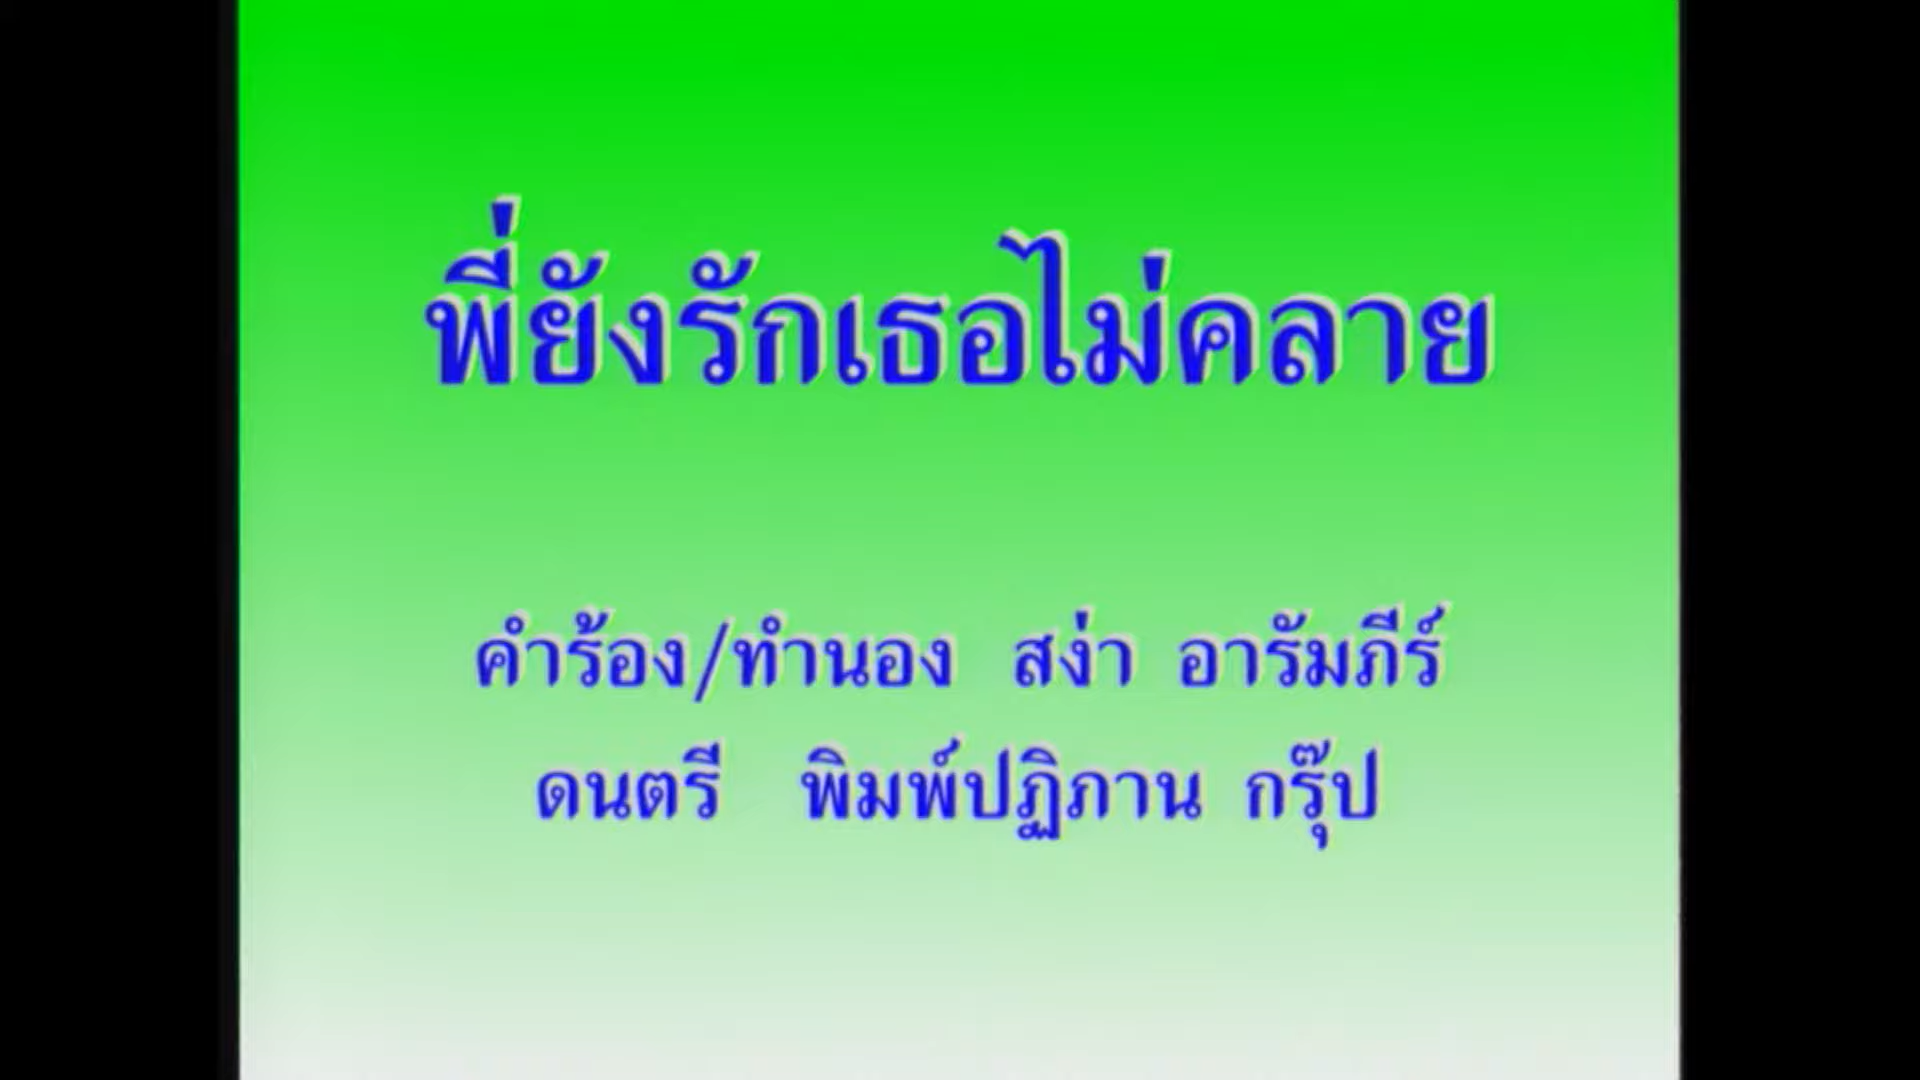 พี่ยังรักเธอไม่คลาย
คำร้อง/ทำนอง สง่า อารัมภีร์
ดนตรี พิมพ์ปฏิภาน กรุ๊ป